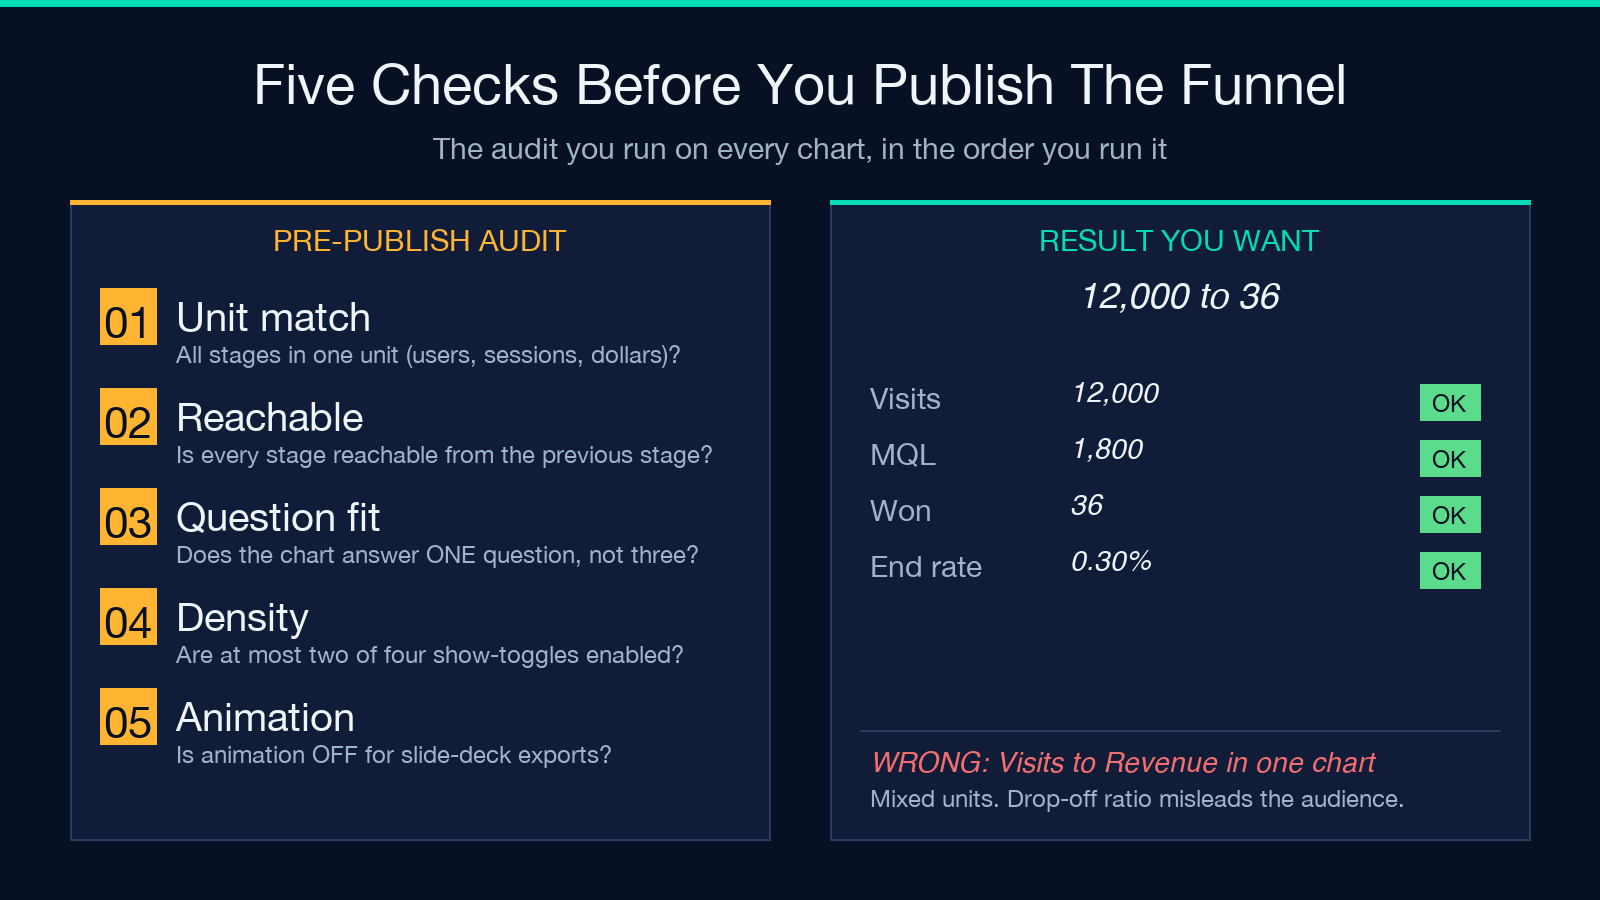 Five Checks Before You Publish The Funnel
The audit you run on every chart, in the order you run it
PRE-PUBLISH AUDIT
01 Unit match
All stages in one unit (users, sessions, dollars)?
02 Reachable
Is every stage reachable from the previous stage?
03 Question fit
Does the chart answer ONE question, not three?
04 Density
Are at most two of four show-toggles enabled?
05 Animation
Is animation OFF for slide-deck exports?
RESULT YOU WANT
12,000 to 36
Visits 12,000 OK
MQL 1,800 OK
Won 36 OK
End rate 0.30% OK
WRONG: Visits to Revenue in one chart
Mixed units. Drop-off ratio misleads the audience.